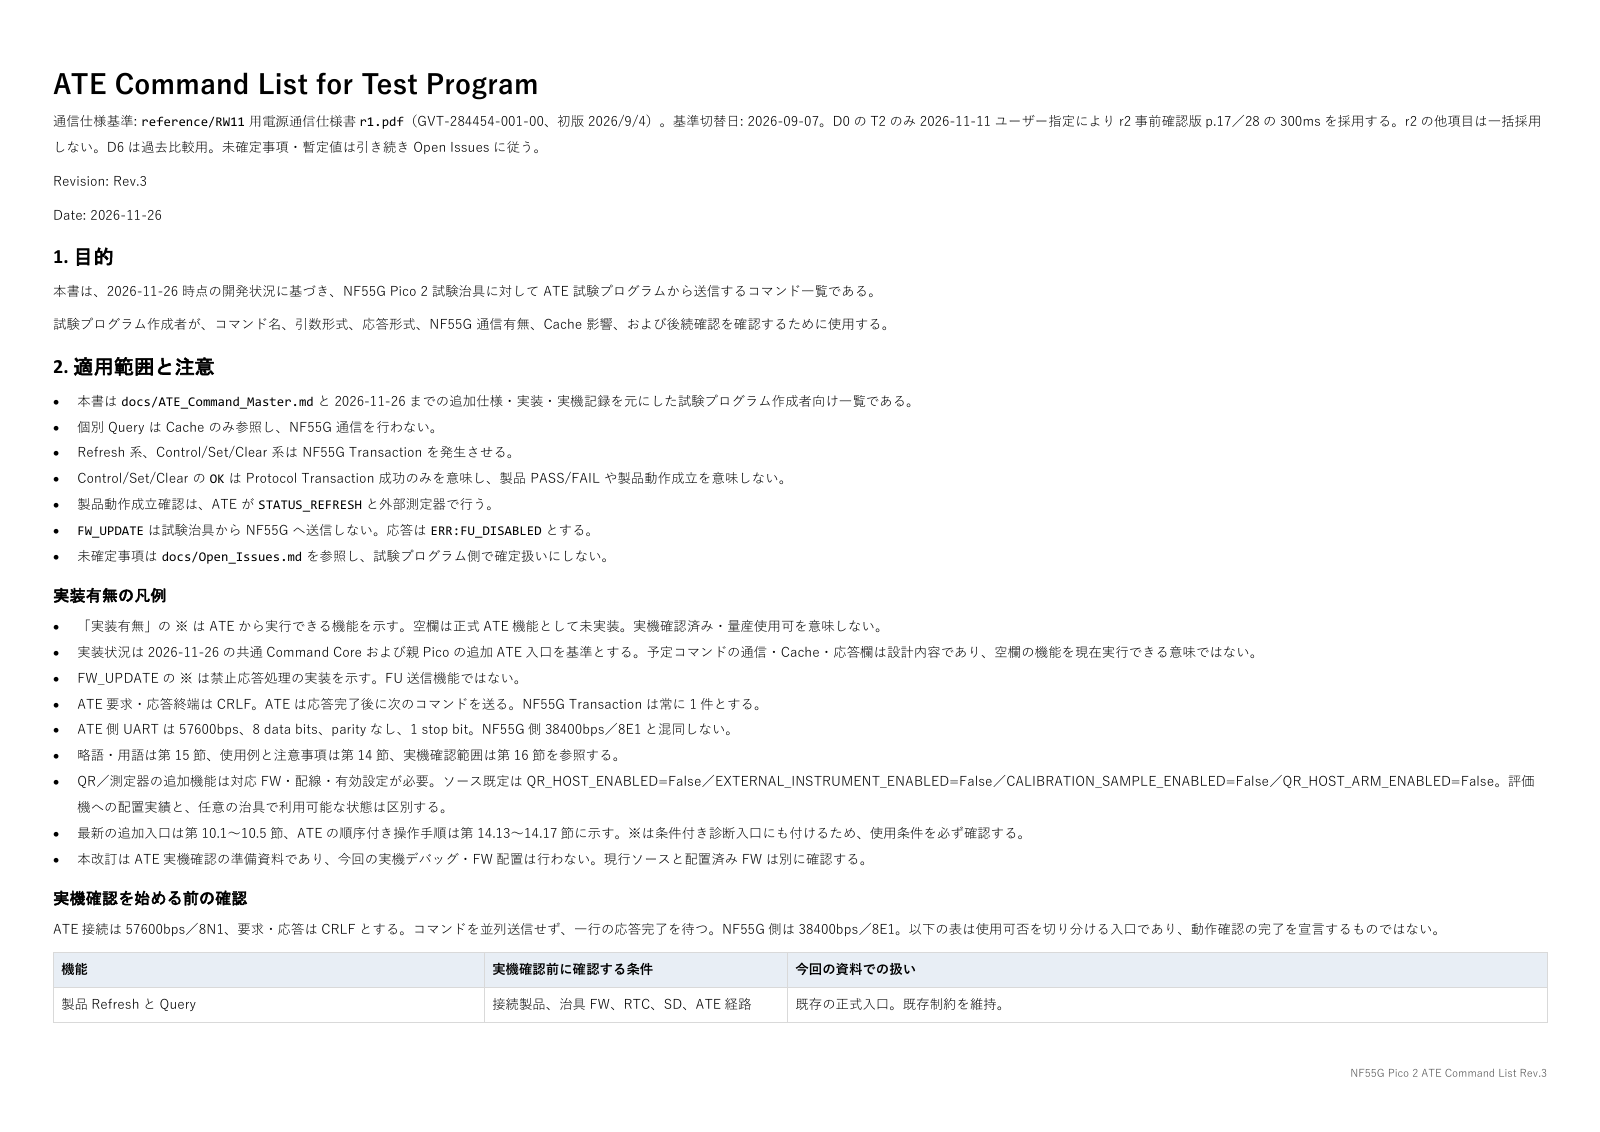 ATE Command List for Test Program
通信仕様基準: reference/RW11 用電源通信仕様書 r1.pdf（GVT-284454-001-00、初版 2026/9/4）。基準切替日: 2026-09-07。D0 の T2 のみ 2026-11-11 ユーザー指定により r2 事前確認版 p.17／28 の 300ms を採用する。r2 の他項目は一括採用
しない。D6 は過去比較用。未確定事項・暫定値は引き続き Open Issues に従う。
Revision: Rev.3
Date: 2026-11-26
1. 目的
本書は、2026-11-26 時点の開発状況に基づき、NF55G Pico 2 試験治具に対して ATE 試験プログラムから送信するコマンド一覧である。
試験プログラム作成者が、コマンド名、引数形式、応答形式、NF55G 通信有無、Cache 影響、および後続確認を確認するために使用する。
2. 適用範囲と注意
• 本書は docs/ATE_Command_Master.md と 2026-11-26 までの追加仕様・実装・実機記録を元にした試験プログラム作成者向け一覧である。
• 個別 Query は Cache のみ参照し、NF55G 通信を行わない。
• Refresh 系、Control/Set/Clear 系は NF55G Transaction を発生させる。
• Control/Set/Clear の OK は Protocol Transaction 成功のみを意味し、製品 PASS/FAIL や製品動作成立を意味しない。
• 製品動作成立確認は、ATE が STATUS_REFRESH と外部測定器で行う。
• FW_UPDATE は試験治具から NF55G へ送信しない。応答は ERR:FU_DISABLED とする。
• 未確定事項は docs/Open_Issues.md を参照し、試験プログラム側で確定扱いにしない。
実装有無の凡例
• 「実装有無」の ※ は ATE から実行できる機能を示す。空欄は正式 ATE 機能として未実装。実機確認済み・量産使用可を意味しない。
• 実装状況は 2026-11-26 の共通 Command Core および親 Pico の追加 ATE 入口を基準とする。予定コマンドの通信・Cache・応答欄は設計内容であり、空欄の機能を現在実行できる意味ではない。
• FW_UPDATE の ※ は禁止応答処理の実装を示す。FU 送信機能ではない。
• ATE 要求・応答終端は CRLF。ATE は応答完了後に次のコマンドを送る。NF55G Transaction は常に 1 件とする。
• ATE 側 UART は 57600bps、8 data bits、parity なし、1 stop bit。NF55G 側 38400bps／8E1 と混同しない。
• 略語・用語は第 15 節、使用例と注意事項は第 14 節、実機確認範囲は第 16 節を参照する。
• QR／測定器の追加機能は対応 FW・配線・有効設定が必要。ソース既定は QR_HOST_ENABLED=False／EXTERNAL_INSTRUMENT_ENABLED=False／CALIBRATION_SAMPLE_ENABLED=False／QR_HOST_ARM_ENABLED=False。評価
機への配置実績と、任意の治具で利用可能な状態は区別する。
• 最新の追加入口は第 10.1～10.5 節、ATE の順序付き操作手順は第 14.13～14.17 節に示す。※は条件付き診断入口にも付けるため、使用条件を必ず確認する。
• 本改訂は ATE 実機確認の準備資料であり、今回の実機デバッグ・FW 配置は行わない。現行ソースと配置済み FW は別に確認する。
実機確認を始める前の確認
ATE 接続は 57600bps／8N1、要求・応答は CRLF とする。コマンドを並列送信せず、一行の応答完了を待つ。NF55G 側は 38400bps／8E1。以下の表は使用可否を切り分ける入口であり、動作確認の完了を宣言するものではない。
機能 実機確認前に確認する条件 今回の資料での扱い
製品 Refresh と Query 接続製品、治具 FW、RTC、SD、ATE 経路 既存の正式入口。既存制約を維持。
NF55G Pico 2 ATE Command List Rev.3